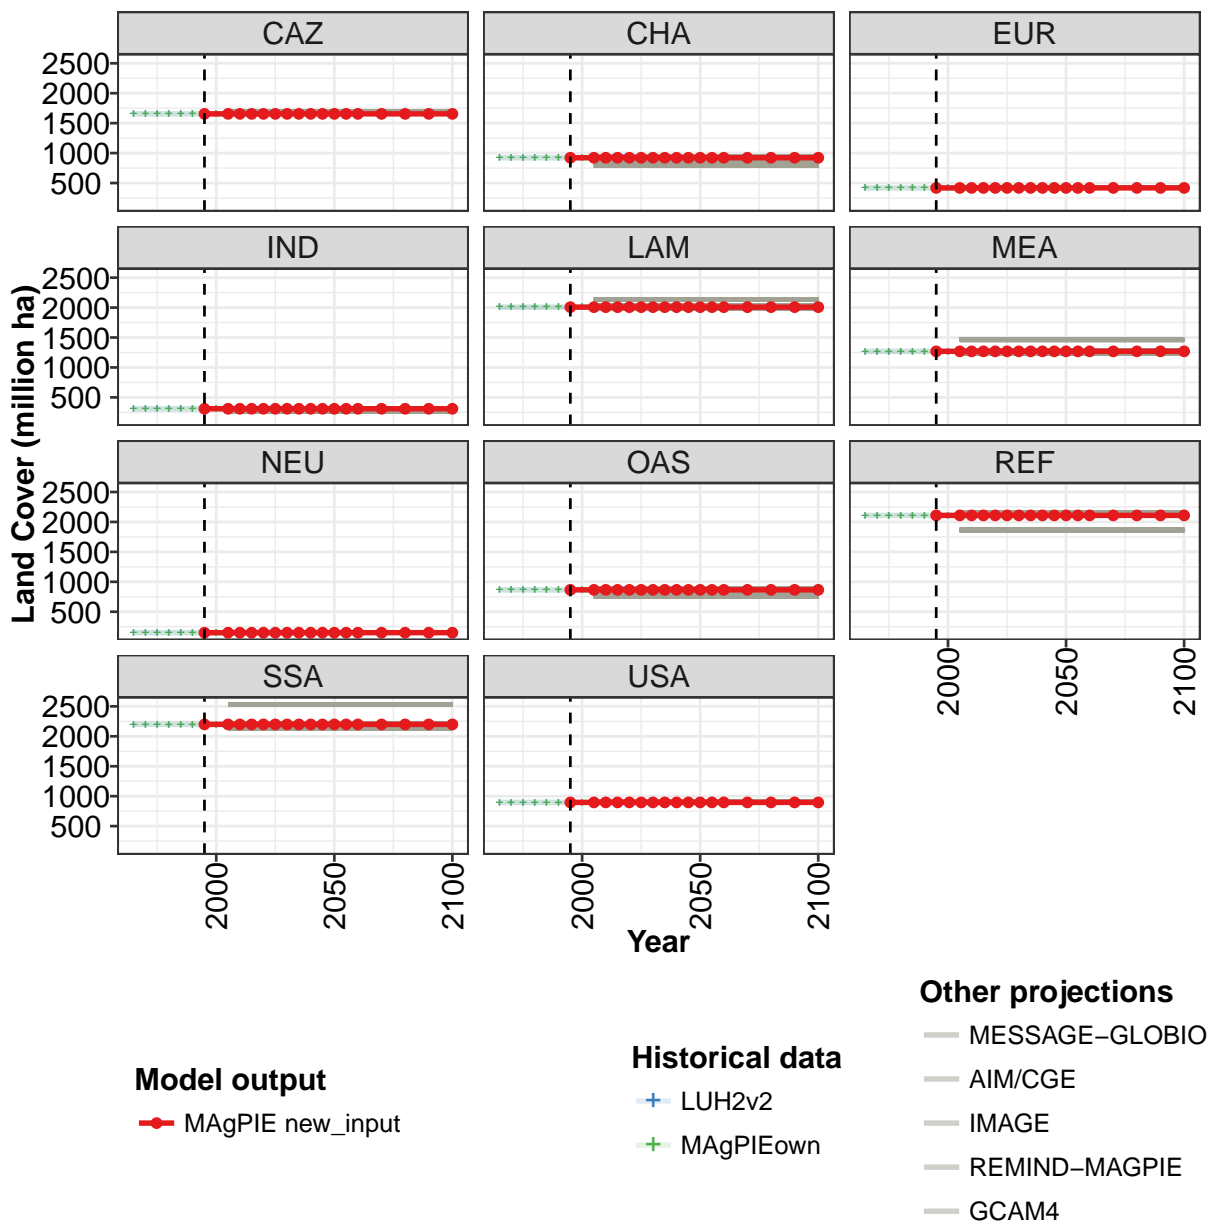 CAZ CHA EUR
2500
2000
1500
1000
500
IND LAM MEA
2500
2000
1500
1000
500
Land Cover (million ha)
NEU OAS REF
2500
2000
1500
1000
500
2000 2050 2100
SSA USA
2500
2000
1500
1000
500
2000 2050 2100 2000 2050 2100
Year
Model output
MAgPIE new_input
Historical data
LUH2v2
MAgPIEown
Other projections
MESSAGE−GLOBIO
AIM/CGE
IMAGE
REMIND−MAGPIE
GCAM4